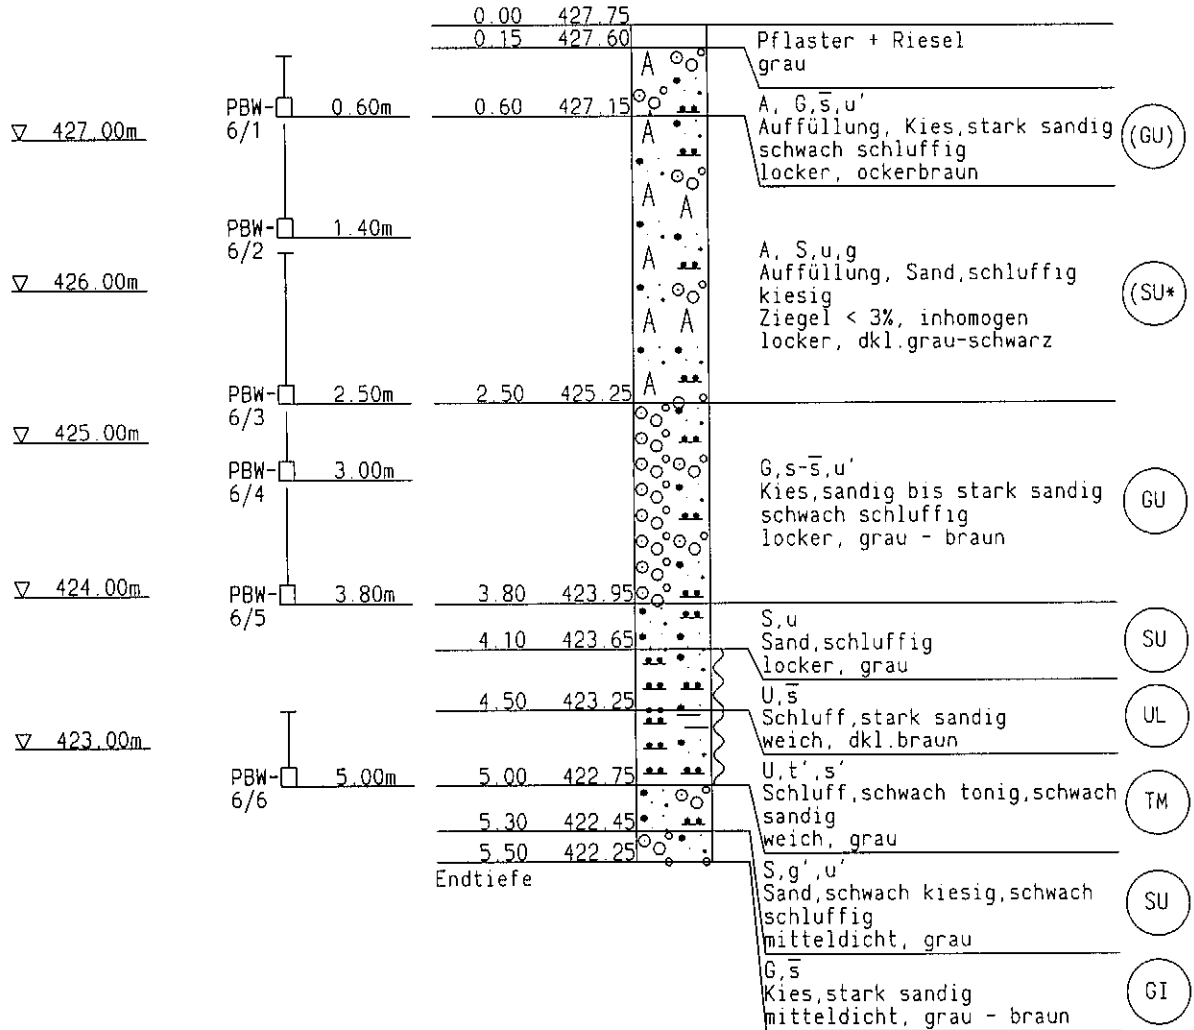 0.00 427.75
0.15 427.60
Pflaster + Riesel
grau
PBW-
6/1
0.60m
0.60 427.15
A, G,s̅,u'
Auffüllung, Kies,stark sandig
schwach schluffig
locker, ockerbraun
(GU)
427.00m
PBW-
6/2
1.40m
A, S,u,g
Auffüllung, Sand,schluffig
kiesig
Ziegel < 3%, inhomogen
locker, dkl.grau-schwarz
(SU*
426.00m
PBW-
6/3
2.50m
2.50 425.25
425.00m
PBW-
6/4
3.00m
G,s-s̅,u'
Kies,sandig bis stark sandig
schwach schluffig
locker, grau - braun
GU
424.00m
PBW-
6/5
3.80m
3.80 423.95
S,u
Sand,schluffig
locker, grau
SU
4.10 423.65
U,s̅
Schluff,stark sandig
weich, dkl.braun
UL
4.50 423.25
423.00m
PBW-
6/6
5.00m
5.00 422.75
U,t',s'
Schluff,schwach tonig,schwach
sandig
weich, grau
TM
5.30 422.45
5.50 422.25
Endtiefe
S,g',u'
Sand,schwach kiesig,schwach
schluffig
mitteldicht, grau
SU
G,s̅
Kies,stark sandig
mitteldicht, grau - braun
GI